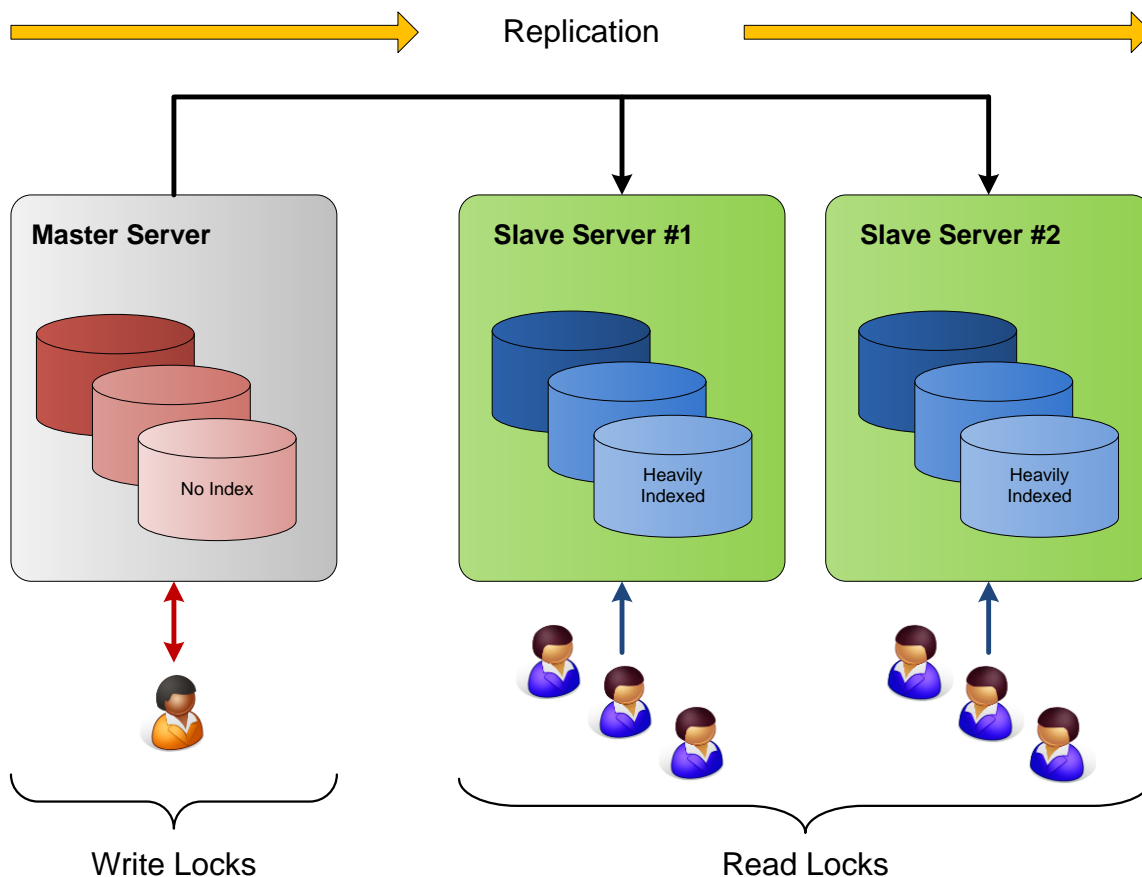 Replication
Master Server
Slave Server #1
Slave Server #2
No Index
Heavily
Indexed
Heavily
Indexed
Write Locks
Read Locks